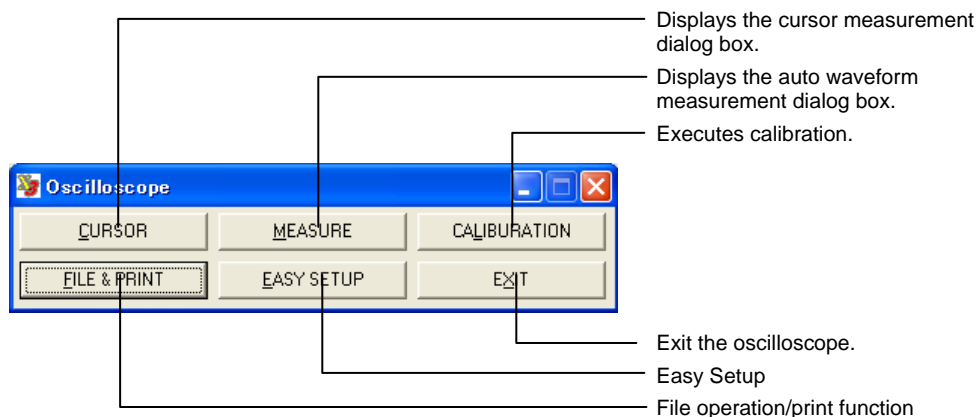 Displays the cursor measurement
dialog box.
Displays the auto waveform
measurement dialog box.
Executes calibration.
Oscilloscope
CURSOR
MEASURE
CALIBURATION
FILE & PRINT
EASY SETUP
EXIT
Exit the oscilloscope.
Easy Setup
File operation/print function